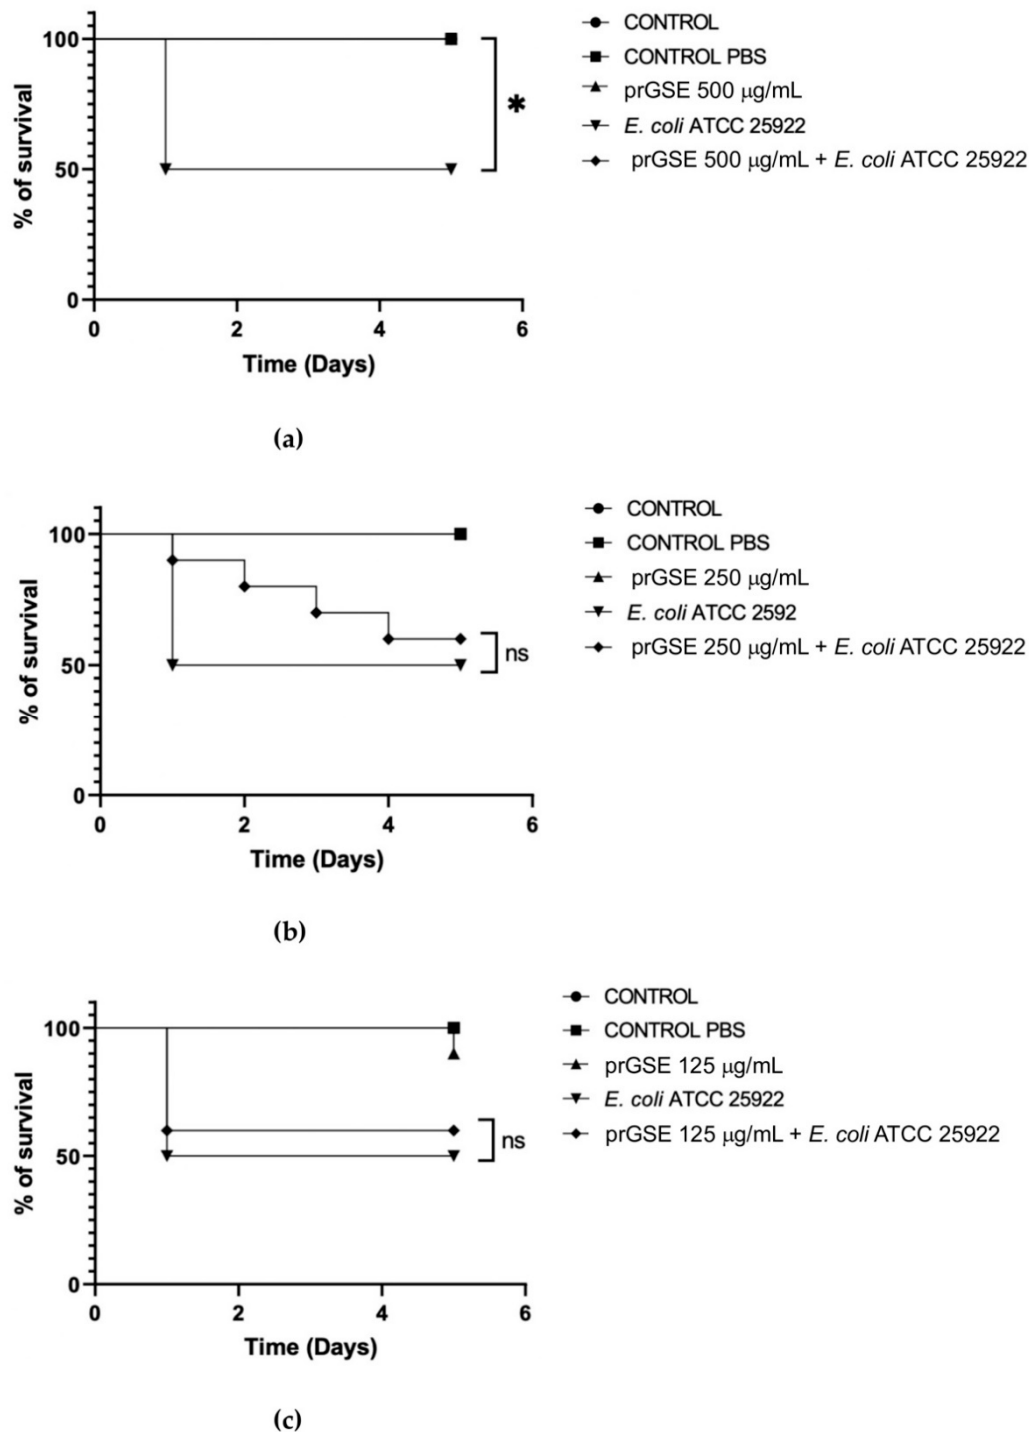 % of survival
100
50
0
0 2 4 6
Time (Days)
✱
CONTROL
CONTROL PBS
prGSE 500 μg/mL
E. coli ATCC 25922
prGSE 500 μg/mL + E. coli ATCC 25922
(a)
% of survival
100
50
0
0 2 4 6
Time (Days)
ns
CONTROL
CONTROL PBS
prGSE 250 μg/mL
E. coli ATCC 2592
prGSE 250 μg/mL + E. coli ATCC 25922
(b)
% of survival
100
50
0
0 2 4 6
Time (Days)
ns
CONTROL
CONTROL PBS
prGSE 125 μg/mL
E. coli ATCC 25922
prGSE 125 μg/mL + E. coli ATCC 25922
(c)